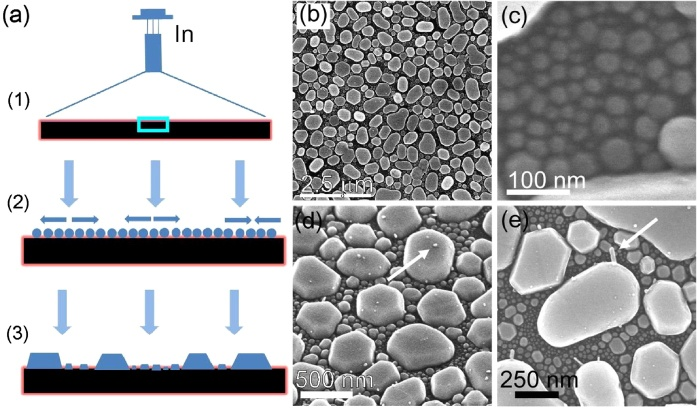 (a)
In
(1)
(2)
(3)
(b)
2.5 μm
(c)
100 nm
(d)
500 nm
(e)
250 nm